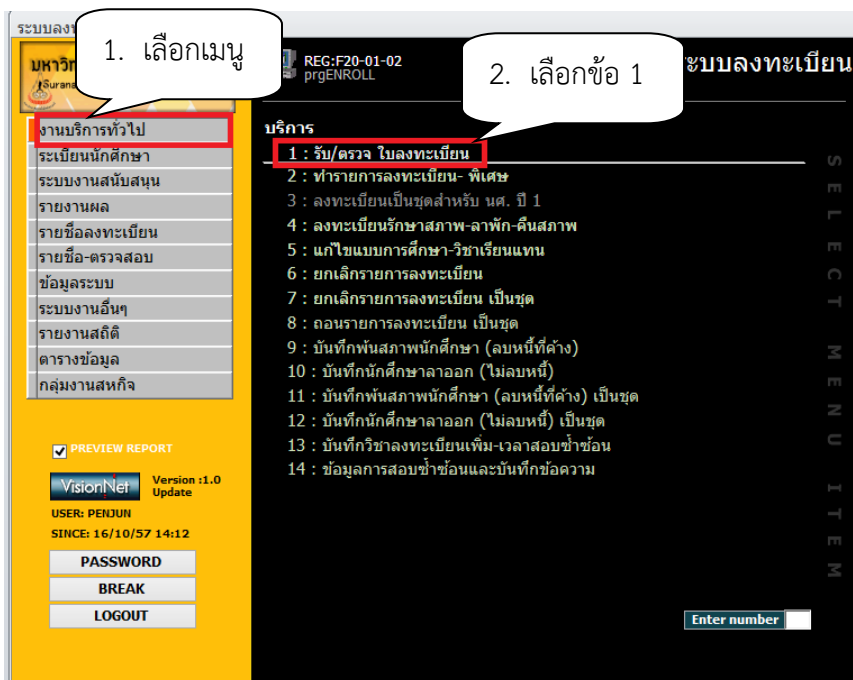 ระบบลง
1. เลือกเมนู
2. เลือกข้อ 1
REG:F20-01-02
prgENROLL
ระบบลงทะเบียน
มหาวิท
Surana
งานบริการทั่วไป
ระเบียนนักศึกษา
ระบบงานสนับสนุน
รายงานผล
รายชื่อลงทะเบียน
รายชื่อ-ตรวจสอบ
ข้อมูลระบบ
ระบบงานอื่นๆ
รายงานสถิติ
ตารางข้อมูล
กลุ่มงานสหกิจ
PREVIEW REPORT
VisionNet
Version :1.0
Update
USER: PENJUN
SINCE: 16/10/57 14:12
PASSWORD
BREAK
LOGOUT
บริการ
1 : รับ/ตรวจ ใบลงทะเบียน
2 : ทำรายการลงทะเบียน- พิเศษ
3 : ลงทะเบียนเป็นชุดสำหรับ นศ. ปี 1
4 : ลงทะเบียนรักษาสภาพ-ลาพัก-คืนสภาพ
5 : แก้ไขแบบการศึกษา-วิชาเรียนแทน
6 : ยกเลิกรายการลงทะเบียน
7 : ยกเลิกรายการลงทะเบียน เป็นชุด
8 : ถอนรายการลงทะเบียน เป็นชุด
9 : บันทึกพ้นสภาพนักศึกษา (ลบหนี้ที่ค้าง)
10 : บันทึกนักศึกษาลาออก (ไม่ลบหนี้)
11 : บันทึกพ้นสภาพนักศึกษา (ลบหนี้ที่ค้าง) เป็นชุด
12 : บันทึกนักศึกษาลาออก (ไม่ลบหนี้) เป็นชุด
13 : บันทึกวิชาลงทะเบียนเพิ่ม-เวลาสอบซ้ำซ้อน
14 : ข้อมูลการสอบซ้ำซ้อนและบันทึกข้อความ
Enter number
SELECT MENU ITEM